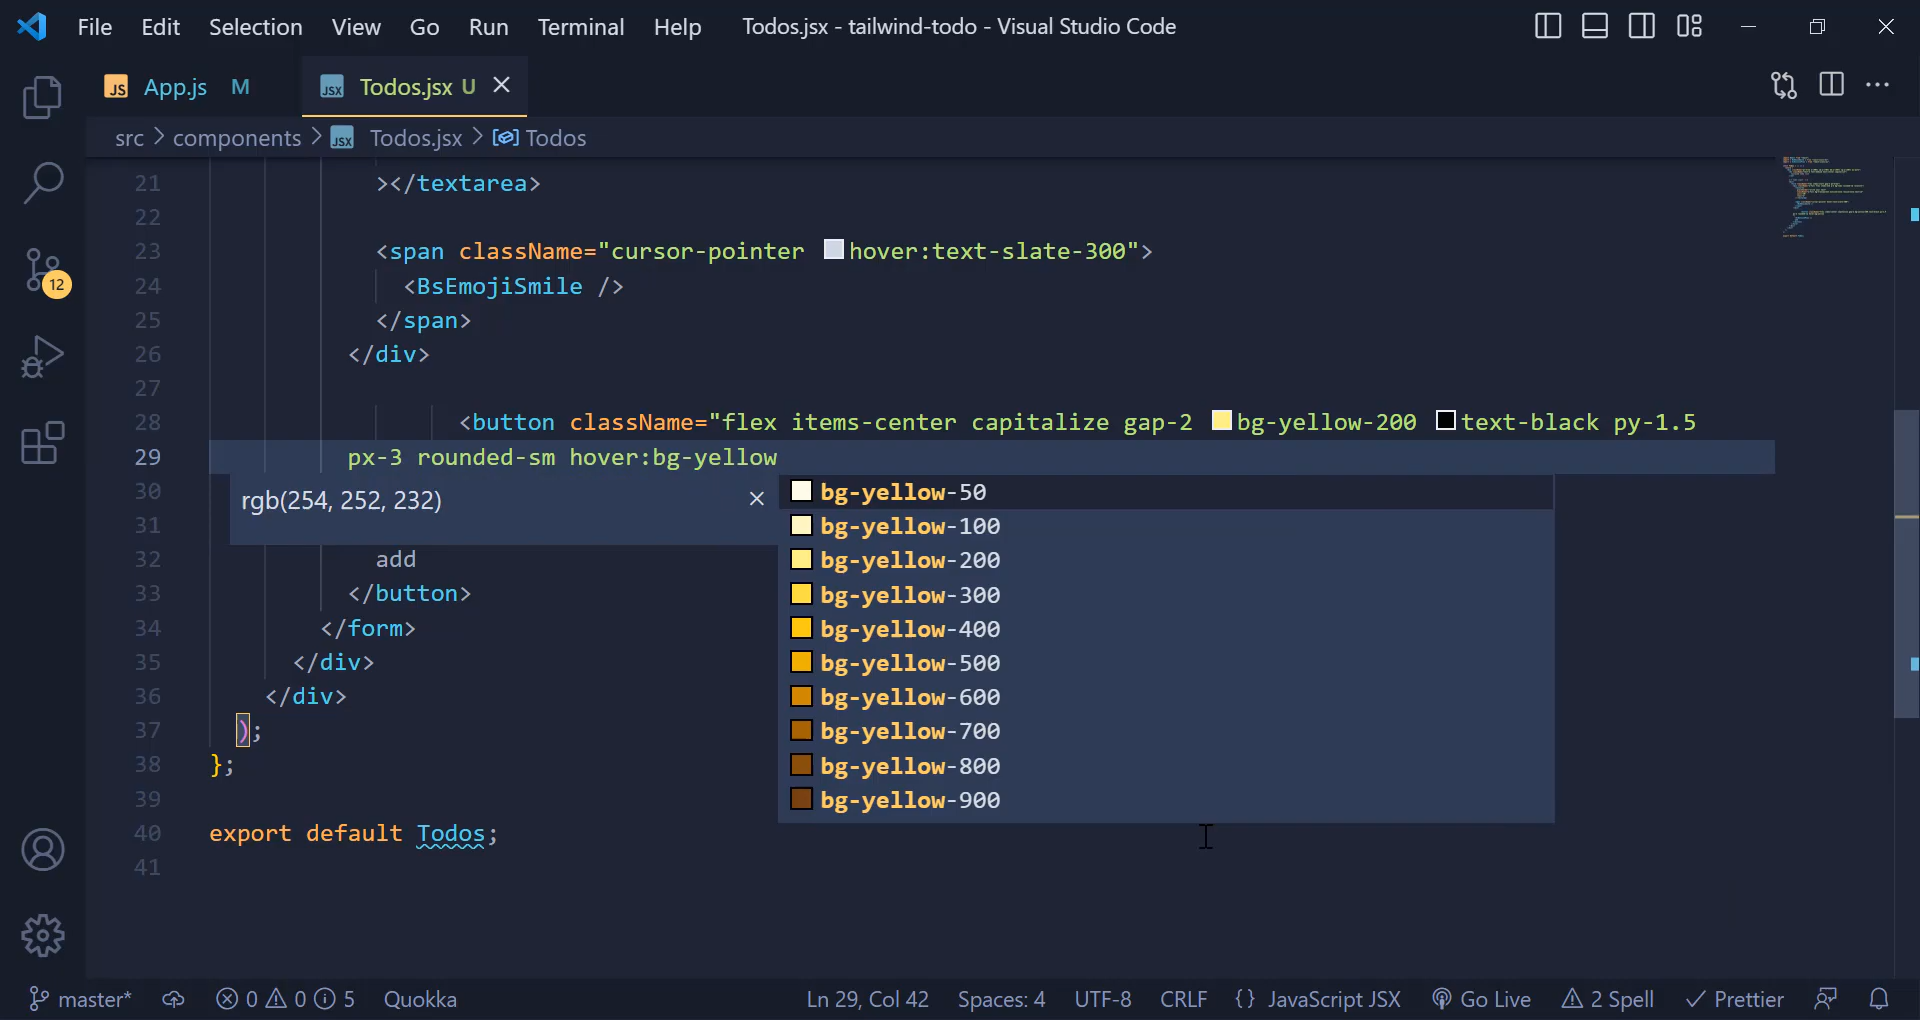 File Edit Selection View Go Run Terminal Help Todos.jsx - tailwind-todo - Visual Studio Code
JS App.js M JSX Todos.jsx U
src > components > JSX Todos.jsx > Todos
21 ></textarea>
22
23 <span className="cursor-pointer hover:text-slate-300">
24 <BsEmojiSmile />
12
25 </span>
26 </div>
27
28 <button className="flex items-center capitalize gap-2 bg-yellow-200 text-black py-1.5
29 px-3 rounded-sm hover:bg-yellow
30 rgb(254, 252, 232) bg-yellow-50
31 bg-yellow-100
32 add bg-yellow-200
33 </button> bg-yellow-300
34 </form> bg-yellow-400
35 </div> bg-yellow-500
36 </div> bg-yellow-600
37 ); bg-yellow-700
38 }; bg-yellow-800
39 bg-yellow-900
40 export default Todos;
41
master* 0 0 5 Quokka Ln 29, Col 42 Spaces: 4 UTF-8 CRLF {} JavaScript JSX Go Live 2 Spell Prettier